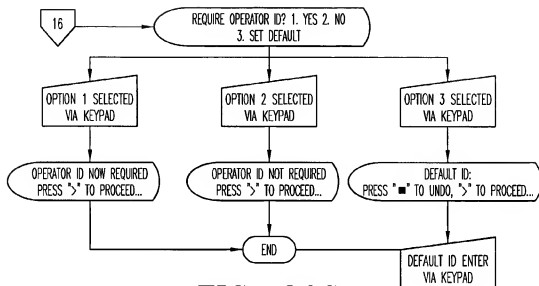 16
REQUIRE OPERATOR ID? 1. YES 2. NO
3. SET DEFAULT
OPTION 1 SELECTED
VIA KEYPAD
OPTION 2 SELECTED
VIA KEYPAD
OPTION 3 SELECTED
VIA KEYPAD
OPERATOR ID NOW REQUIRED
PRESS ">" TO PROCEED...
OPERATOR ID NOT REQUIRED
PRESS ">" TO PROCEED...
DEFAULT ID:
PRESS "■" TO UNDO, ">" TO PROCEED...
END
DEFAULT ID ENTER
VIA KEYPAD